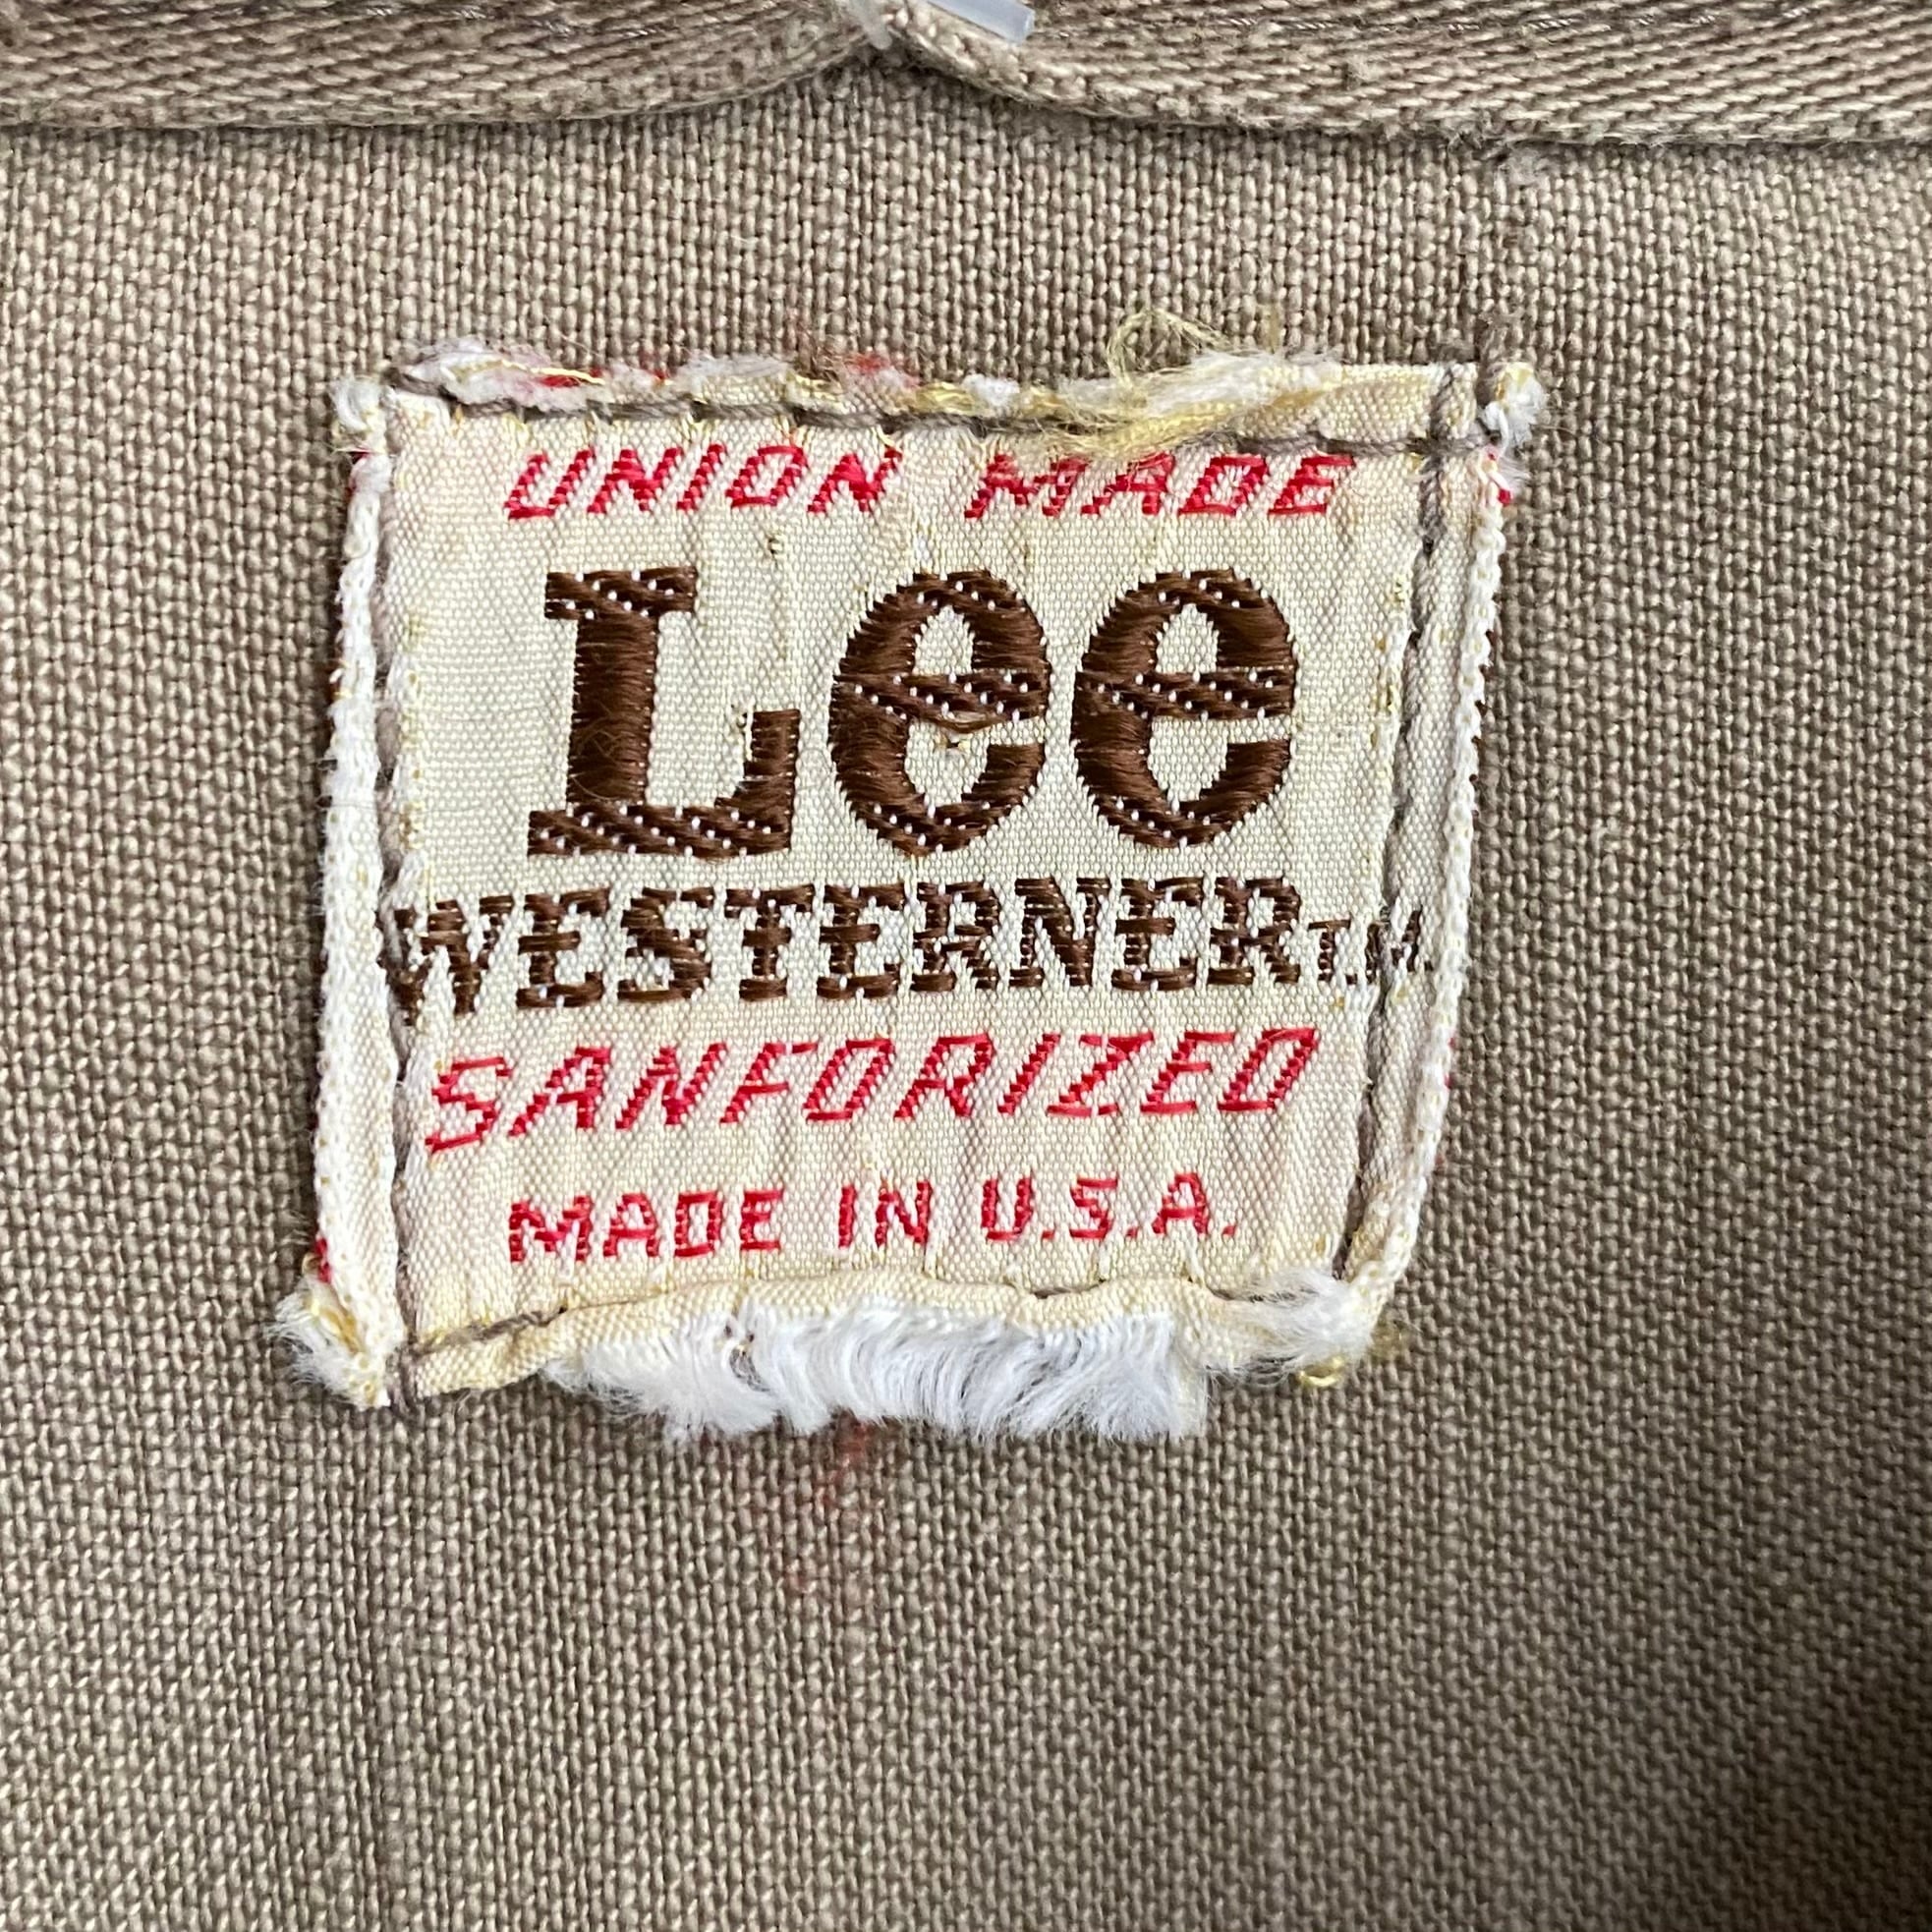 UNION MADE
Lee
WESTERNER T.M
SANFORIZED
MADE IN U.S.A.